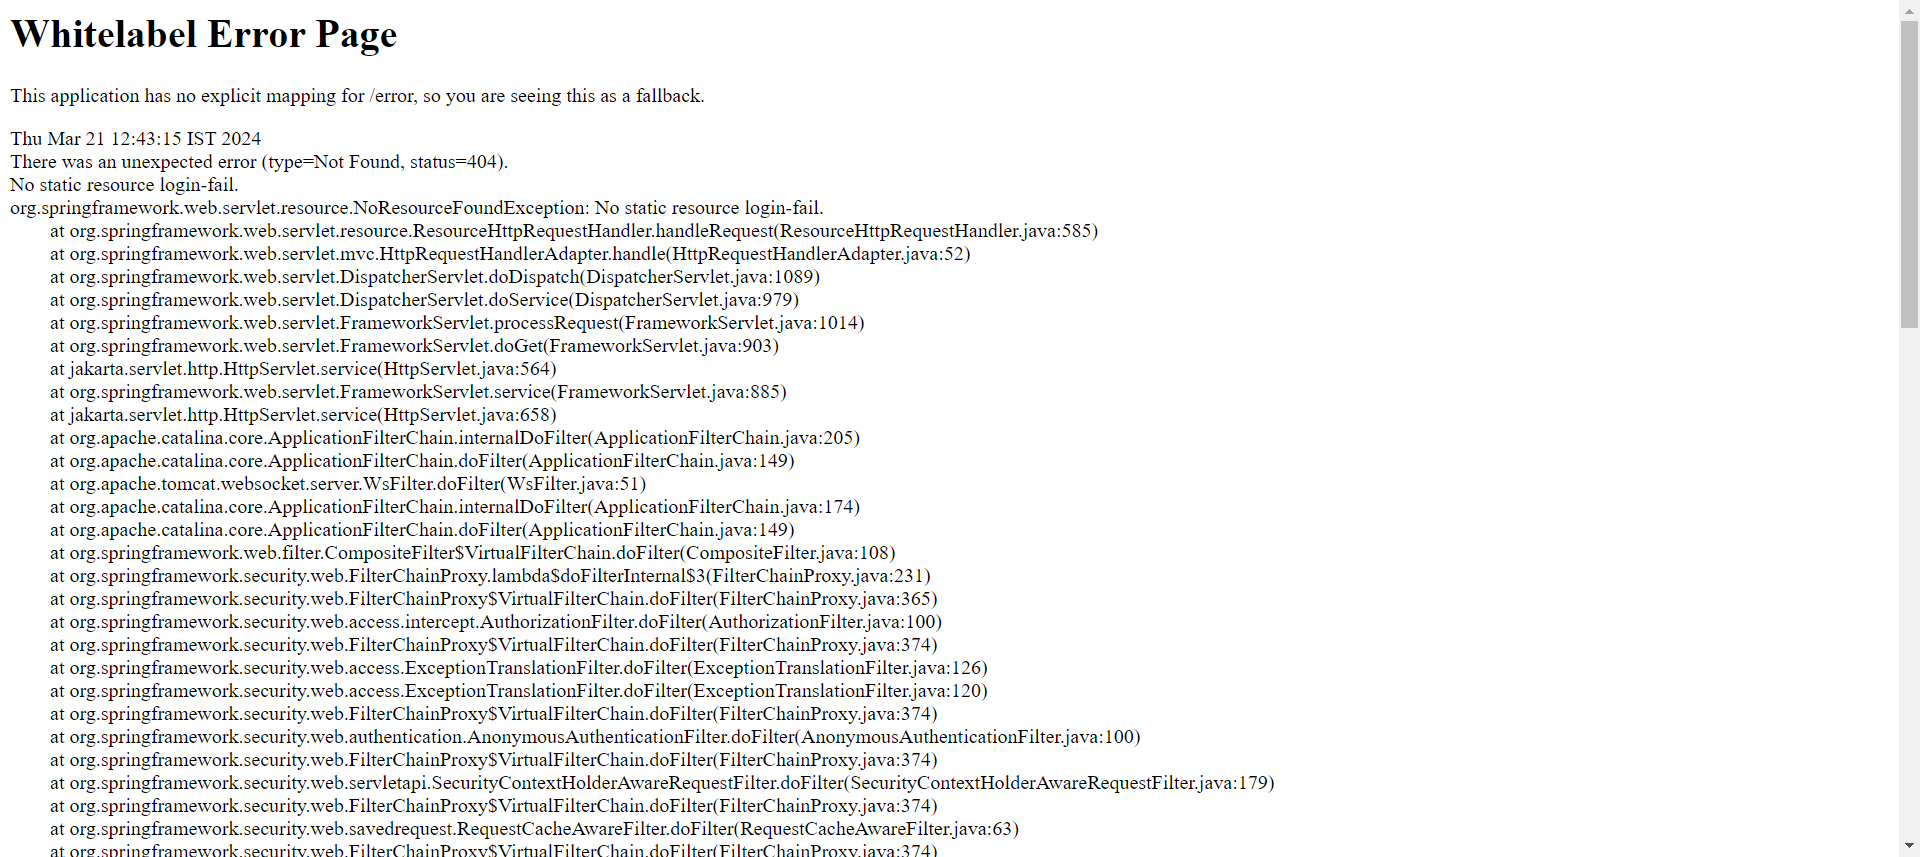 Whitelabel Error Page
This application has no explicit mapping for /error, so you are seeing this as a fallback.
Thu Mar 21 12:43:15 IST 2024
There was an unexpected error (type=Not Found, status=404).
No static resource login-fail.
org.springframework.web.servlet.resource.NoResourceFoundException: No static resource login-fail.
at org.springframework.web.servlet.resource.ResourceHttpRequestHandler.handleRequest(ResourceHttpRequestHandler.java:585)
at org.springframework.web.servlet.mvc.HttpRequestHandlerAdapter.handle(HttpRequestHandlerAdapter.java:52)
at org.springframework.web.servlet.DispatcherServlet.doDispatch(DispatcherServlet.java:1089)
at org.springframework.web.servlet.DispatcherServlet.doService(DispatcherServlet.java:979)
at org.springframework.web.servlet.FrameworkServlet.processRequest(FrameworkServlet.java:1014)
at org.springframework.web.servlet.FrameworkServlet.doGet(FrameworkServlet.java:903)
at jakarta.servlet.http.HttpServlet.service(HttpServlet.java:564)
at org.springframework.web.servlet.FrameworkServlet.service(FrameworkServlet.java:885)
at jakarta.servlet.http.HttpServlet.service(HttpServlet.java:658)
at org.apache.catalina.core.ApplicationFilterChain.internalDoFilter(ApplicationFilterChain.java:205)
at org.apache.catalina.core.ApplicationFilterChain.doFilter(ApplicationFilterChain.java:149)
at org.apache.tomcat.websocket.server.WsFilter.doFilter(WsFilter.java:51)
at org.apache.catalina.core.ApplicationFilterChain.internalDoFilter(ApplicationFilterChain.java:174)
at org.apache.catalina.core.ApplicationFilterChain.doFilter(ApplicationFilterChain.java:149)
at org.springframework.web.filter.CompositeFilter$VirtualFilterChain.doFilter(CompositeFilter.java:108)
at org.springframework.security.web.FilterChainProxy.lambda$doFilterInternal$3(FilterChainProxy.java:231)
at org.springframework.security.web.FilterChainProxy$VirtualFilterChain.doFilter(FilterChainProxy.java:365)
at org.springframework.security.web.access.intercept.AuthorizationFilter.doFilter(AuthorizationFilter.java:100)
at org.springframework.security.web.FilterChainProxy$VirtualFilterChain.doFilter(FilterChainProxy.java:374)
at org.springframework.security.web.access.ExceptionTranslationFilter.doFilter(ExceptionTranslationFilter.java:126)
at org.springframework.security.web.access.ExceptionTranslationFilter.doFilter(ExceptionTranslationFilter.java:120)
at org.springframework.security.web.FilterChainProxy$VirtualFilterChain.doFilter(FilterChainProxy.java:374)
at org.springframework.security.web.authentication.AnonymousAuthenticationFilter.doFilter(AnonymousAuthenticationFilter.java:100)
at org.springframework.security.web.FilterChainProxy$VirtualFilterChain.doFilter(FilterChainProxy.java:374)
at org.springframework.security.web.servletapi.SecurityContextHolderAwareRequestFilter.doFilter(SecurityContextHolderAwareRequestFilter.java:179)
at org.springframework.security.web.FilterChainProxy$VirtualFilterChain.doFilter(FilterChainProxy.java:374)
at org.springframework.security.web.savedrequest.RequestCacheAwareFilter.doFilter(RequestCacheAwareFilter.java:63)
at org.springframework.security.web.FilterChainProxy$VirtualFilterChain.doFilter(FilterChainProxy.java:374)